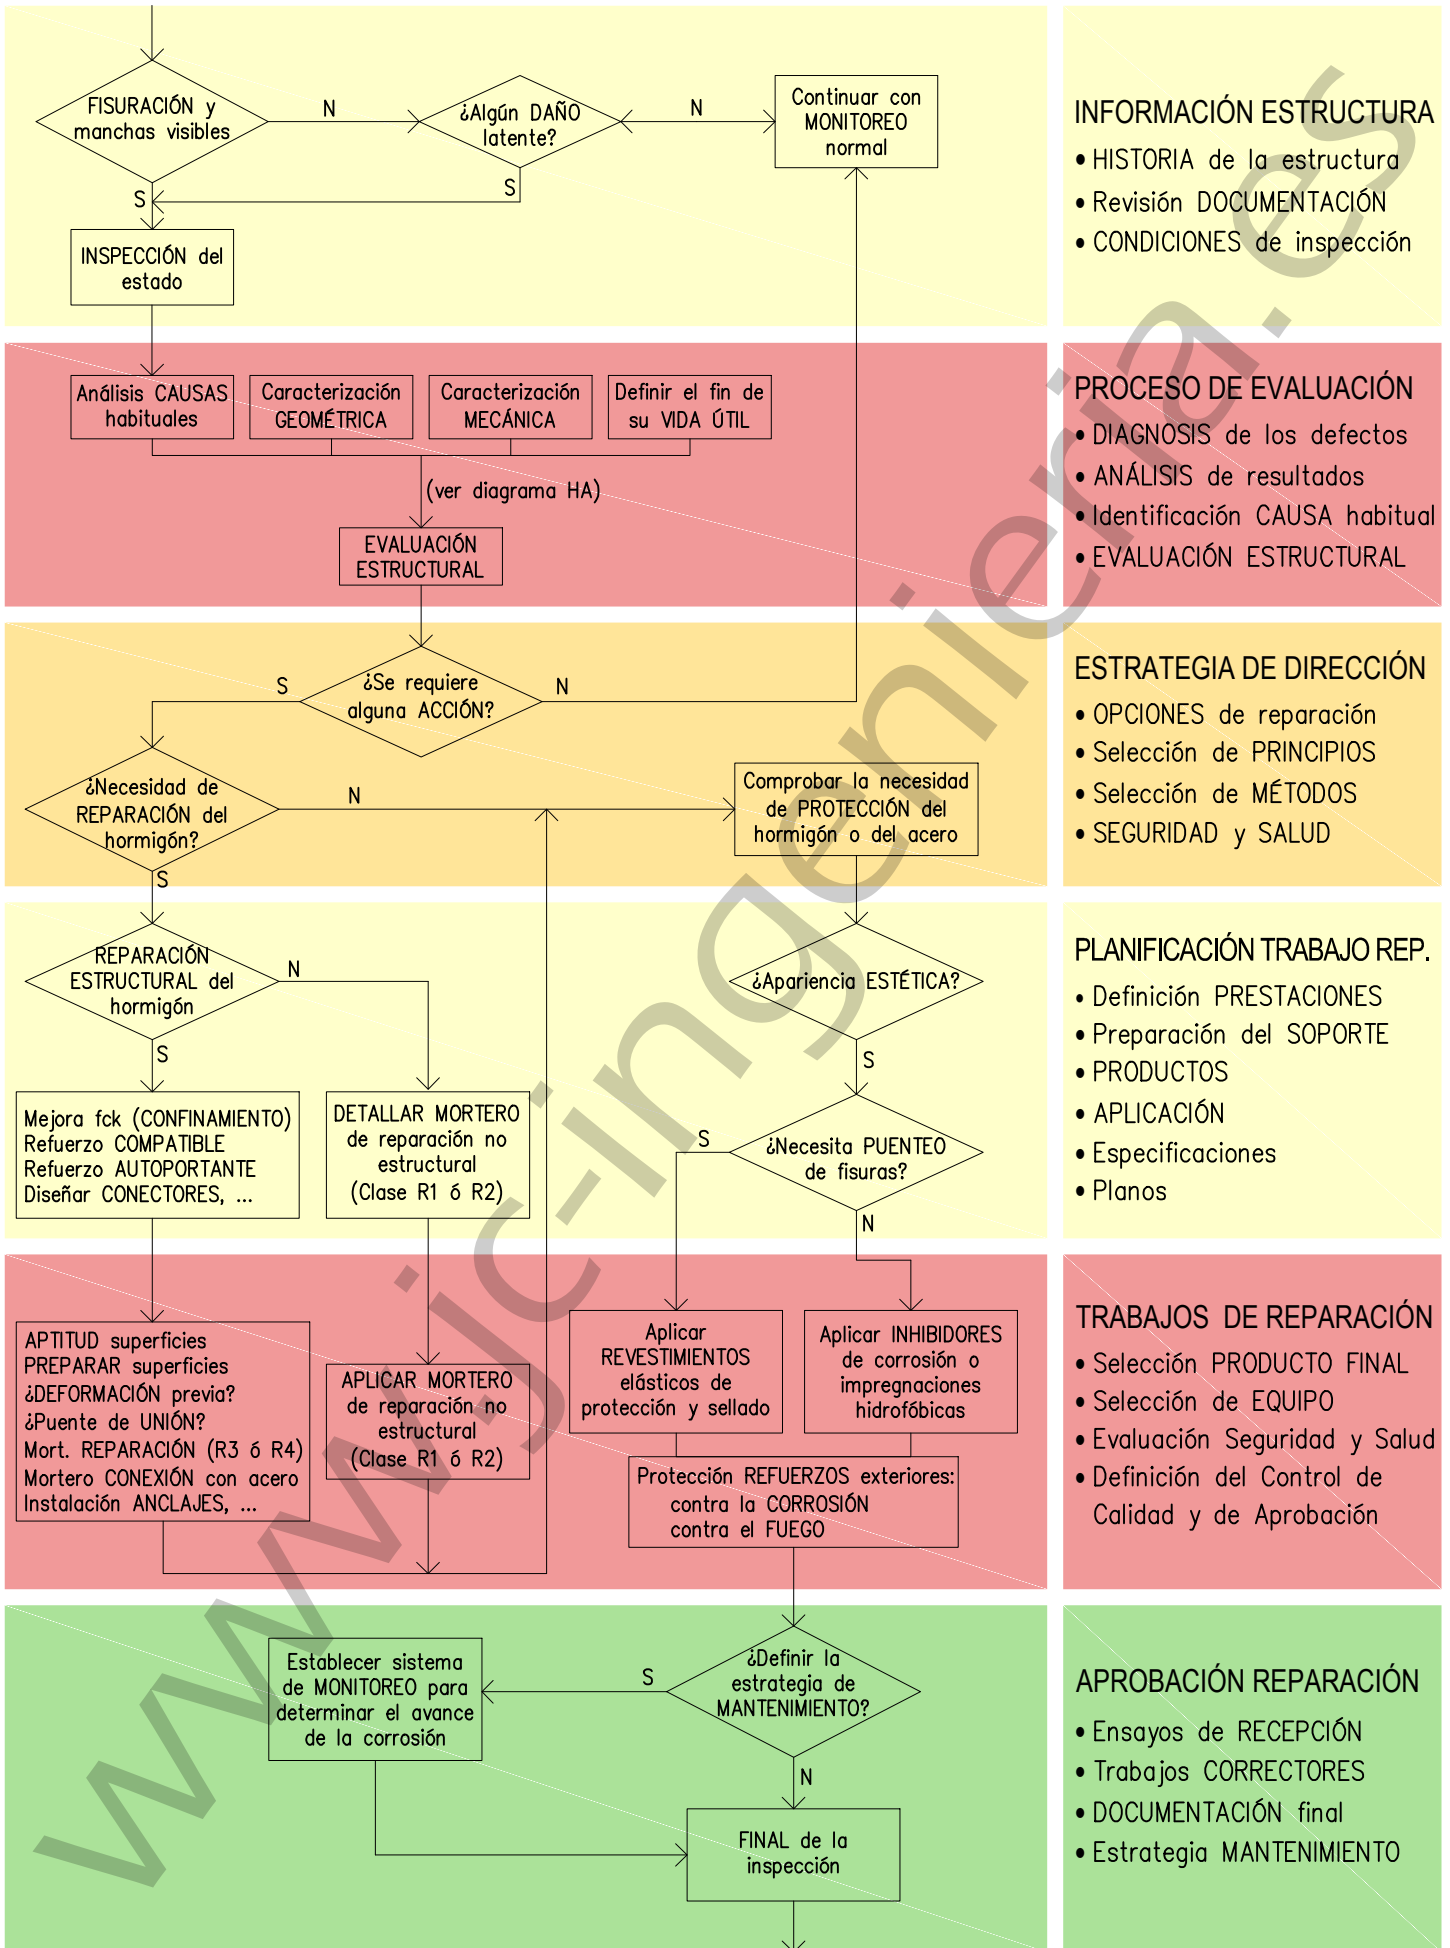 FISURACIÓN y
manchas visibles
N
¿Algún DAÑO
latente?
N
Continuar con
MONITOREO
normal
S
S
INSPECCIÓN del
estado
INFORMACIÓN ESTRUCTURA
• HISTORIA de la estructura
• Revisión DOCUMENTACIÓN
• CONDICIONES de inspección
Análisis CAUSAS
habituales
Caracterización
GEOMÉTRICA
Caracterización
MECÁNICA
Definir el fin de
su VIDA ÚTIL
(ver diagrama HA)
EVALUACIÓN
ESTRUCTURAL
PROCESO DE EVALUACIÓN
• DIAGNOSIS de los defectos
• ANÁLISIS de resultados
• Identificación CAUSA habitual
• EVALUACIÓN ESTRUCTURAL
S
¿Se requiere
alguna ACCIÓN?
N
¿Necesidad de
REPARACIÓN del
hormigón?
N
Comprobar la necesidad
de PROTECCIÓN del
hormigón o del acero
S
ESTRATEGIA DE DIRECCIÓN
• OPCIONES de reparación
• Selección de PRINCIPIOS
• Selección de MÉTODOS
• SEGURIDAD y SALUD
REPARACIÓN
ESTRUCTURAL del
hormigón
N
¿Apariencia ESTÉTICA?
S
S
Mejora fck (CONFINAMIENTO)
Refuerzo COMPATIBLE
Refuerzo AUTOPORTANTE
Diseñar CONECTORES, ...
DETALLAR MORTERO
de reparación no
estructural
(Clase R1 ó R2)
S
¿Necesita PUENTEO
de fisuras?
N
PLANIFICACIÓN TRABAJO REP.
• Definición PRESTACIONES
• Preparación del SOPORTE
• PRODUCTOS
• APLICACIÓN
• Especificaciones
• Planos
APTITUD superficies
PREPARAR superficies
¿DEFORMACIÓN previa?
¿Puente de UNIÓN?
Mort. REPARACIÓN (R3 ó R4)
Mortero CONEXIÓN con acero
Instalación ANCLAJES, ...
APLICAR MORTERO
de reparación no
estructural
(Clase R1 ó R2)
Aplicar
REVESTIMIENTOS
elásticos de
protección y sellado
Aplicar INHIBIDORES
de corrosión o
impregnaciones
hidrofóbicas
Protección REFUERZOS exteriores:
contra la CORROSIÓN
contra el FUEGO
TRABAJOS DE REPARACIÓN
• Selección PRODUCTO FINAL
• Selección de EQUIPO
• Evaluación Seguridad y Salud
• Definición del Control de
Calidad y de Aprobación
Establecer sistema
de MONITOREO para
determinar el avance
de la corrosión
S
¿Definir la
estrategia de
MANTENIMIENTO?
N
FINAL de la
inspección
APROBACIÓN REPARACIÓN
• Ensayos de RECEPCIÓN
• Trabajos CORRECTORES
• DOCUMENTACIÓN final
• Estrategia MANTENIMIENTO
www.jc-ingenieria.es